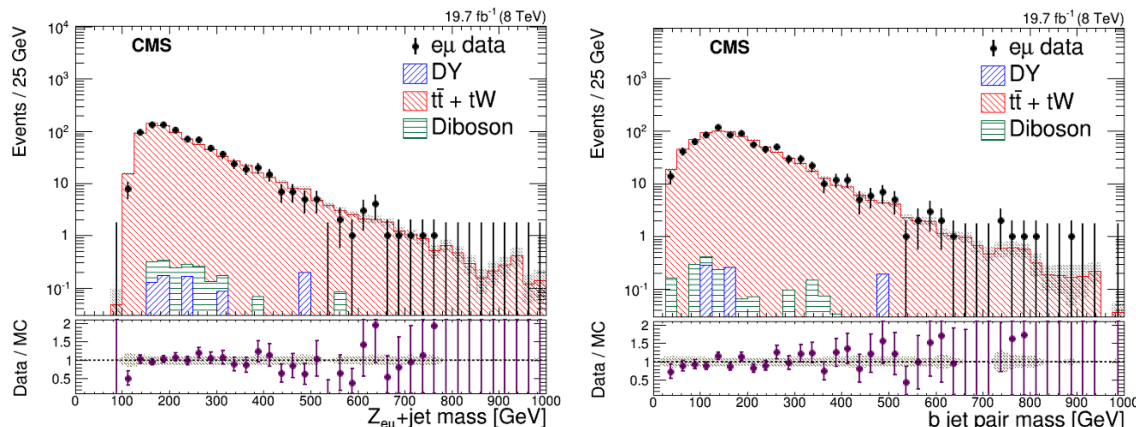 19.7 fb⁻¹ (8 TeV)
CMS
eμ data
DY
tt̄ + tW
Diboson
Events / 25 GeV
10⁴
10³
10²
10
1
10⁻¹
Data / MC
2
1.5
1
0.5
0 100 200 300 400 500 600 700 800 900 1000
Z_eμ+jet mass [GeV]
19.7 fb⁻¹ (8 TeV)
CMS
eμ data
DY
tt̄ + tW
Diboson
Events / 25 GeV
10⁴
10³
10²
10
1
10⁻¹
Data / MC
2
1.5
1
0.5
0 100 200 300 400 500 600 700 800 900 1000
b jet pair mass [GeV]